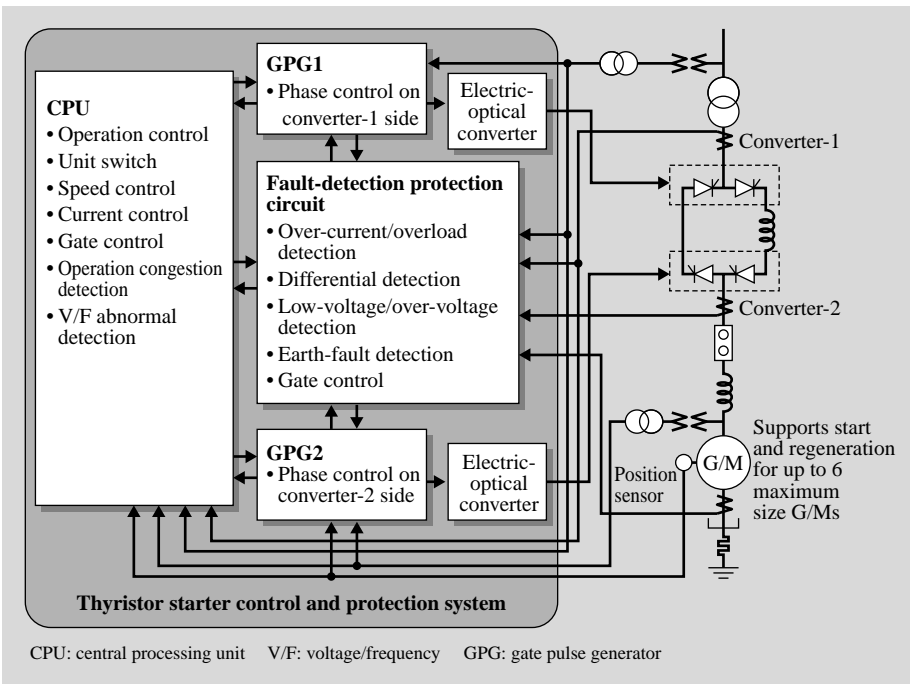 GPG1
• Phase control on
converter-1 side
Electric-
optical
converter
CPU
• Operation control
• Unit switch
• Speed control
• Current control
• Gate control
• Operation congestion
detection
• V/F abnormal
detection
Fault-detection protection
circuit
• Over-current/overload
detection
• Differential detection
• Low-voltage/over-voltage
detection
• Earth-fault detection
• Gate control
GPG2
• Phase control on
converter-2 side
Electric-
optical
converter
Converter-1
Converter-2
Position
sensor
G/M
Supports start
and regeneration
for up to 6
maximum
size G/Ms
Thyristor starter control and protection system
CPU: central processing unit V/F: voltage/frequency GPG: gate pulse generator